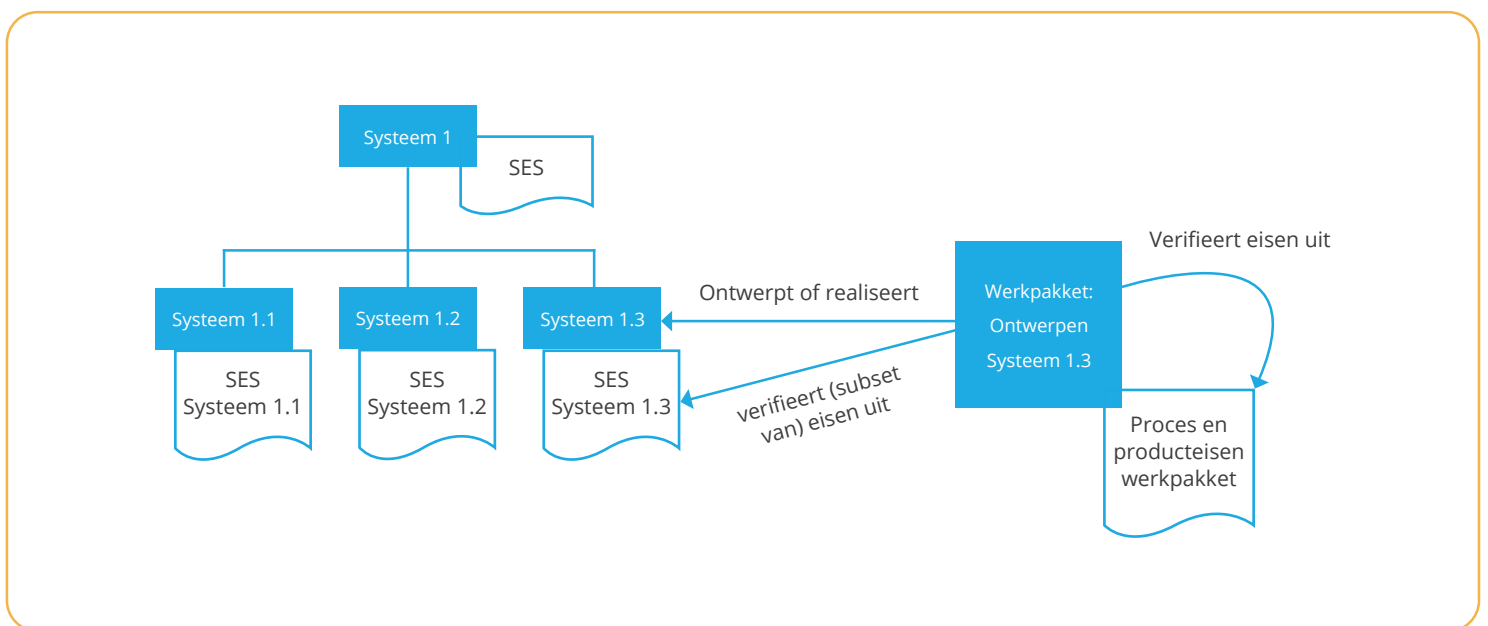 Systeem 1
SES
Verifieert eisen uit
Systeem 1.1
Systeem 1.2
Systeem 1.3
Ontwerpt of realiseert
Werkpakket:
Ontwerpen
Systeem 1.3
SES
Systeem 1.1
SES
Systeem 1.2
SES
Systeem 1.3
verifieert (subset
van) eisen uit
Proces en
producteisen
werkpakket